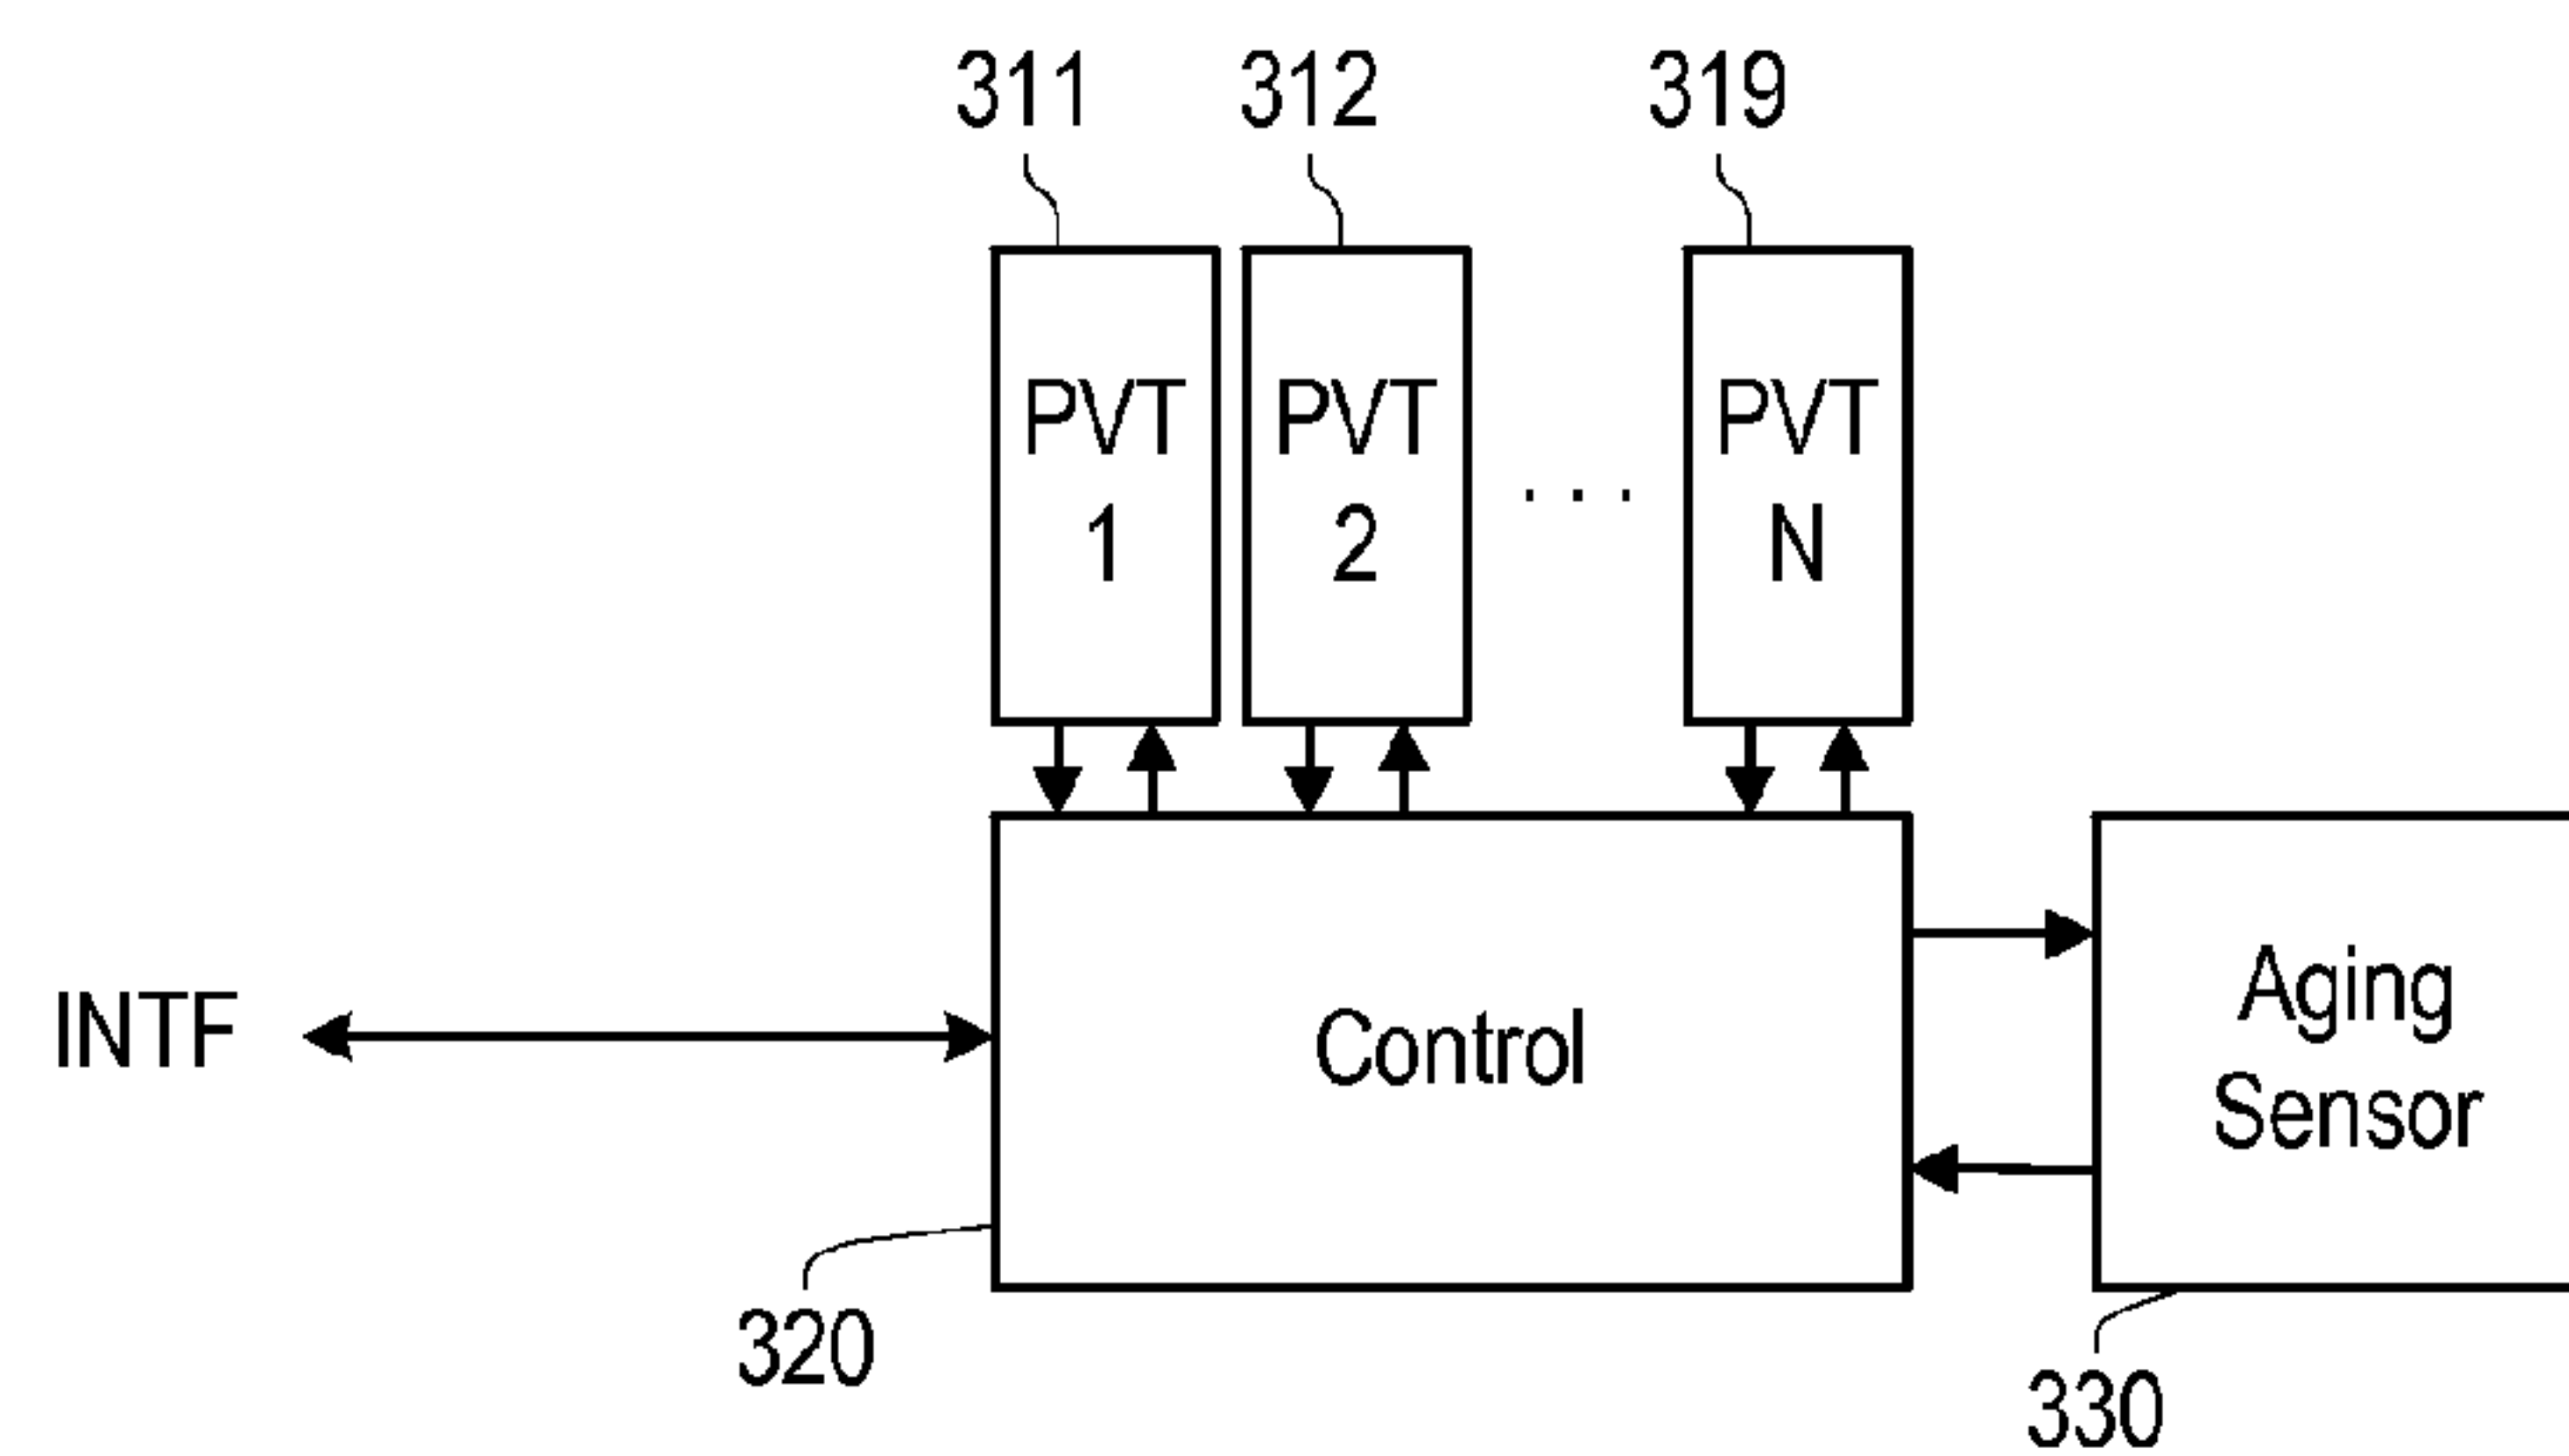 311
312
319
PVT
1
PVT
2
. . .
PVT
N
INTF
Control
Aging
Sensor
320
330